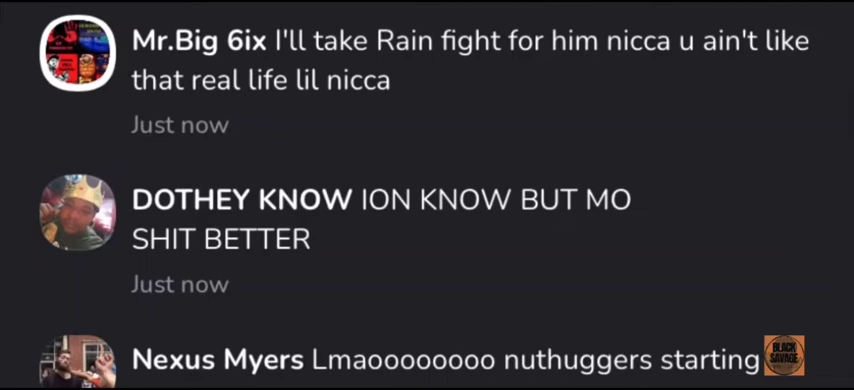 Mr.Big 6ix I'll take Rain fight for him nicca u ain't like
that real life lil nicca
Just now
DOTHEY KNOW ION KNOW BUT MO
SHIT BETTER
Just now
Nexus Myers Lmaoooooooo nuthuggers starting
BLACK
SAVAGE